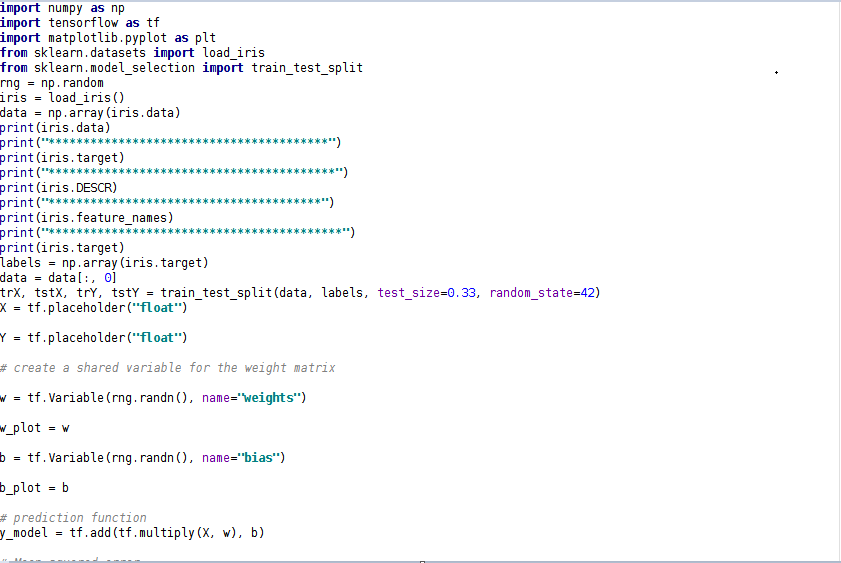 import numpy as np
import tensorflow as tf
import matplotlib.pyplot as plt
from sklearn.datasets import load_iris
from sklearn.model_selection import train_test_split
rng = np.random
iris = load_iris()
data = np.array(iris.data)
print(iris.data)
print("****************************************")
print(iris.target)
print("*****************************************")
print(iris.DESCR)
print("***************************************")
print(iris.feature_names)
print("******************************************")
print(iris.target)
labels = np.array(iris.target)
data = data[:, 0]
trX, tstX, trY, tstY = train_test_split(data, labels, test_size=0.33, random_state=42)
X = tf.placeholder("float")
Y = tf.placeholder("float")
# create a shared variable for the weight matrix
w = tf.Variable(rng.randn(), name="weights")
w_plot = w
b = tf.Variable(rng.randn(), name="bias")
b_plot = b
# prediction function
y_model = tf.add(tf.multiply(X, w), b)